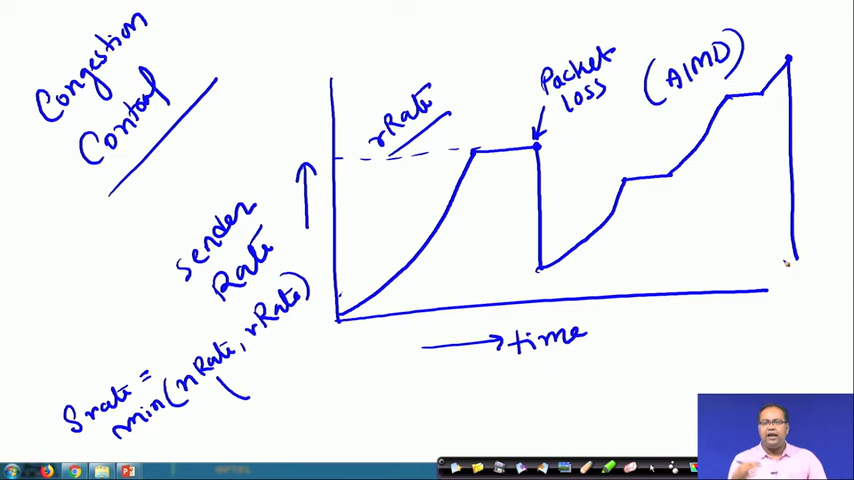 Congestion
Control
rRate
Packet
loss
(AIMD)
Sender
Rate
Srate =
min(nRate, rRate)
time